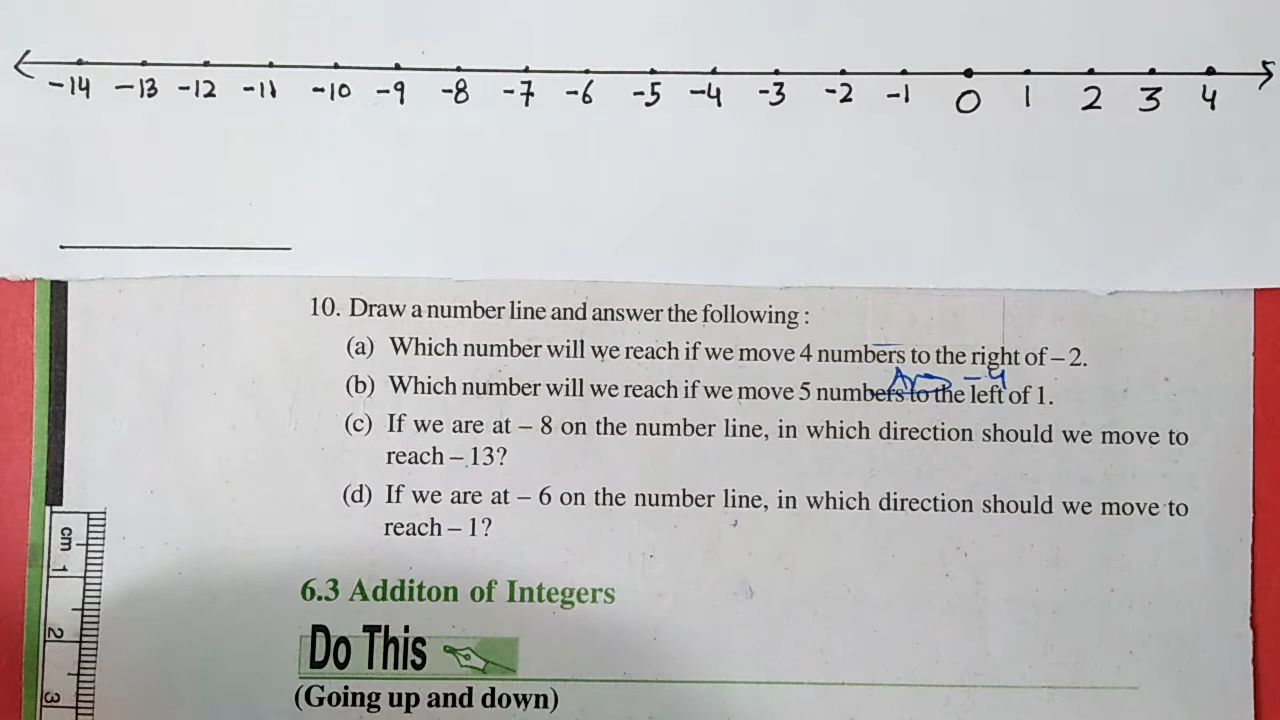 -14 -13 -12 -11 -10 -9 -8 -7 -6 -5 -4 -3 -2 -1 0 1 2 3 4
10. Draw a number line and answer the following :
(a) Which number will we reach if we move 4 numbers to the right of – 2.
-4
(b) Which number will we reach if we move 5 numbers to the left of 1.
(c) If we are at – 8 on the number line, in which direction should we move to
reach – 13?
(d) If we are at – 6 on the number line, in which direction should we move to
reach – 1?
cm 1
2
3
6.3 Additon of Integers
Do This
(Going up and down)